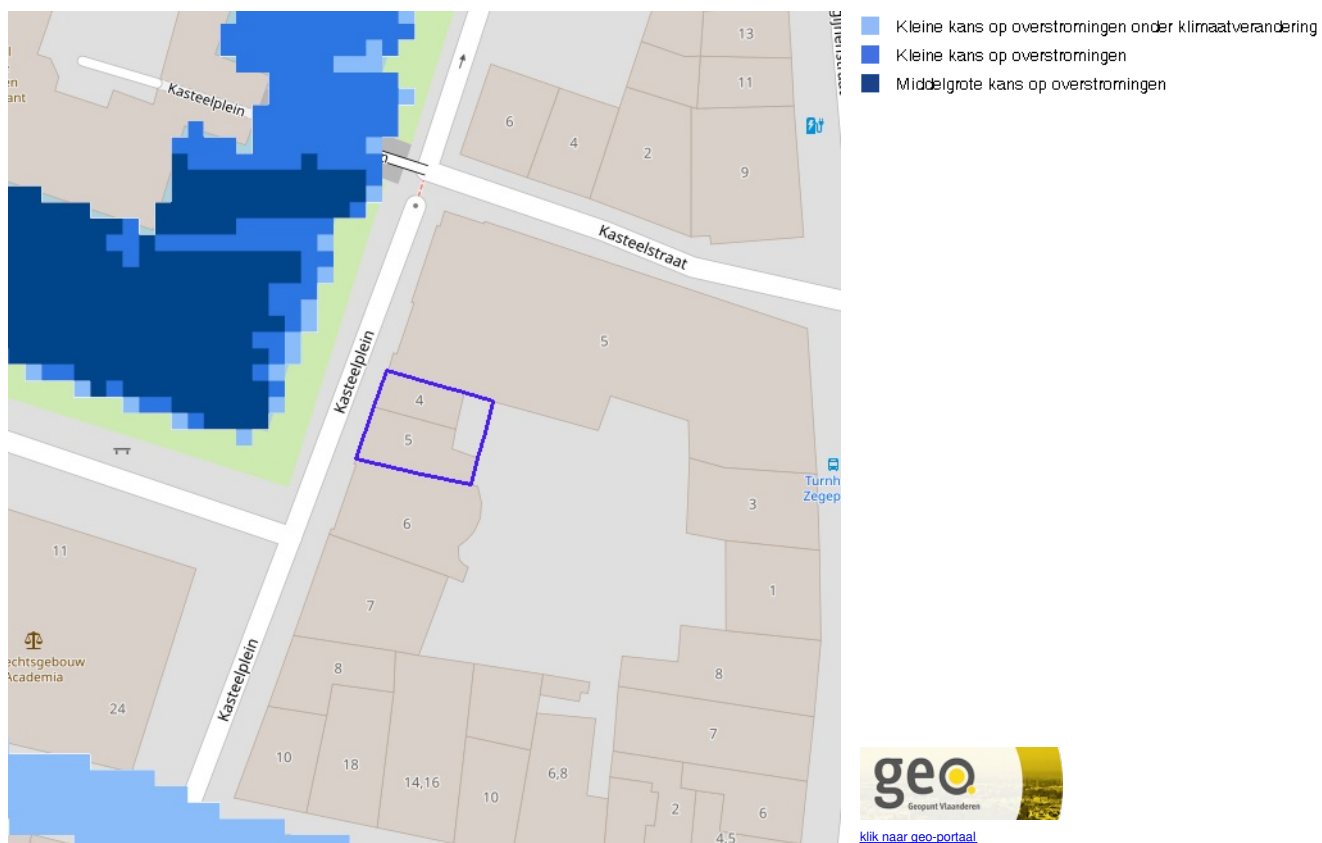 Kleine kans op overstromingen onder klimaatverandering
Kleine kans op overstromingen
Middelgrote kans op overstromingen
13
11
6
4
2
9
en
ant
Kasteelplein
Kasteelstraat
5
Kasteelplein
4
5
6
7
3
1
Turnh
Zegep
11
echtsgebouw
Academia
24
Kasteelplein
8
10
18
14,16
10
6,8
8
7
2
6
4,5
geo
Geopunt Vlaanderen
klik naar geo-portaal